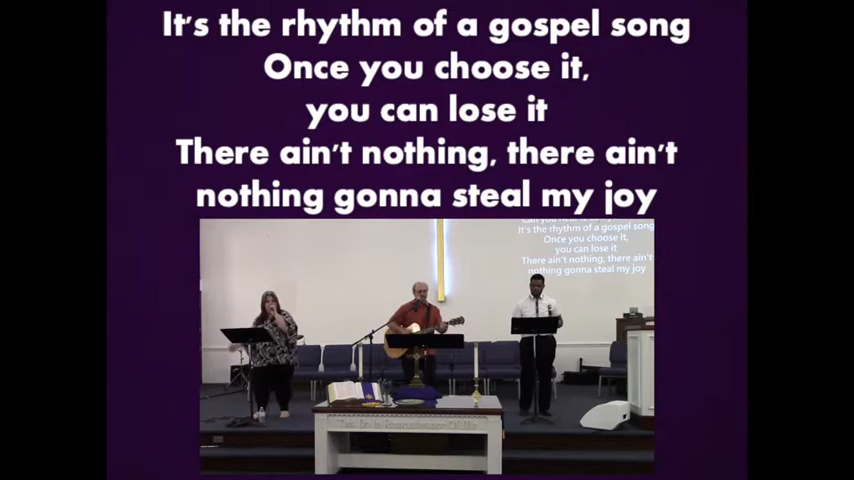 It's the rhythm of a gospel song
Once you choose it,
you can lose it
There ain't nothing, there ain't
nothing gonna steal my joy
It's the rhythm of a gospel song
Once you choose it,
you can lose it
There ain't nothing, there ain't
nothing gonna steal my joy